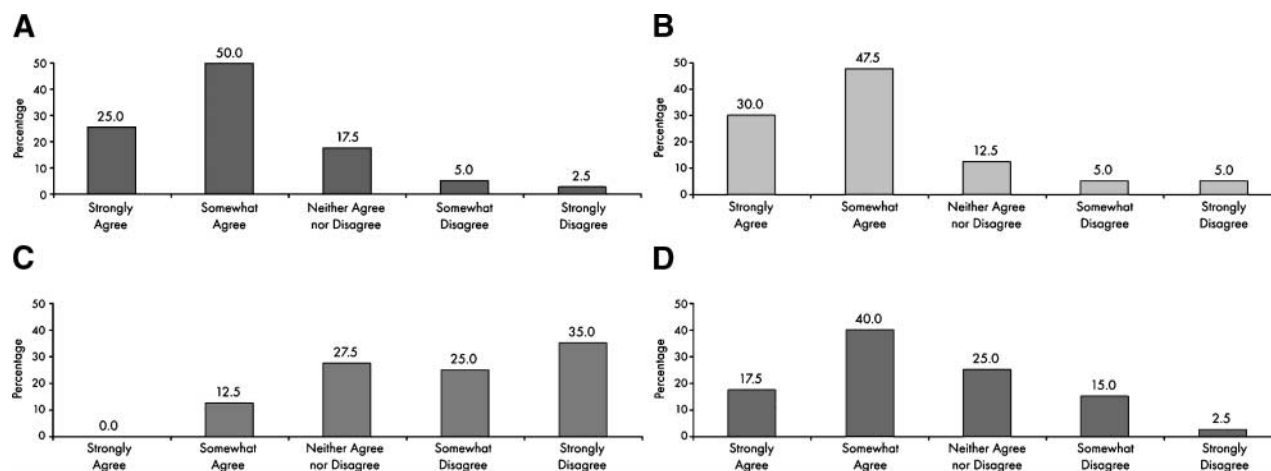 A
Percentage
50
40
30
20
10
0
25.0
50.0
17.5
5.0
2.5
Strongly
Agree
Somewhat
Agree
Neither Agree
nor Disagree
Somewhat
Disagree
Strongly
Disagree
B
Percentage
50
40
30
20
10
0
30.0
47.5
12.5
5.0
5.0
Strongly
Agree
Somewhat
Agree
Neither Agree
nor Disagree
Somewhat
Disagree
Strongly
Disagree
C
Percentage
50
40
30
20
10
0
0.0
12.5
27.5
25.0
35.0
Strongly
Agree
Somewhat
Agree
Neither Agree
nor Disagree
Somewhat
Disagree
Strongly
Disagree
D
Percentage
50
40
30
20
10
0
17.5
40.0
25.0
15.0
2.5
Strongly
Agree
Somewhat
Agree
Neither Agree
nor Disagree
Somewhat
Disagree
Strongly
Disagree